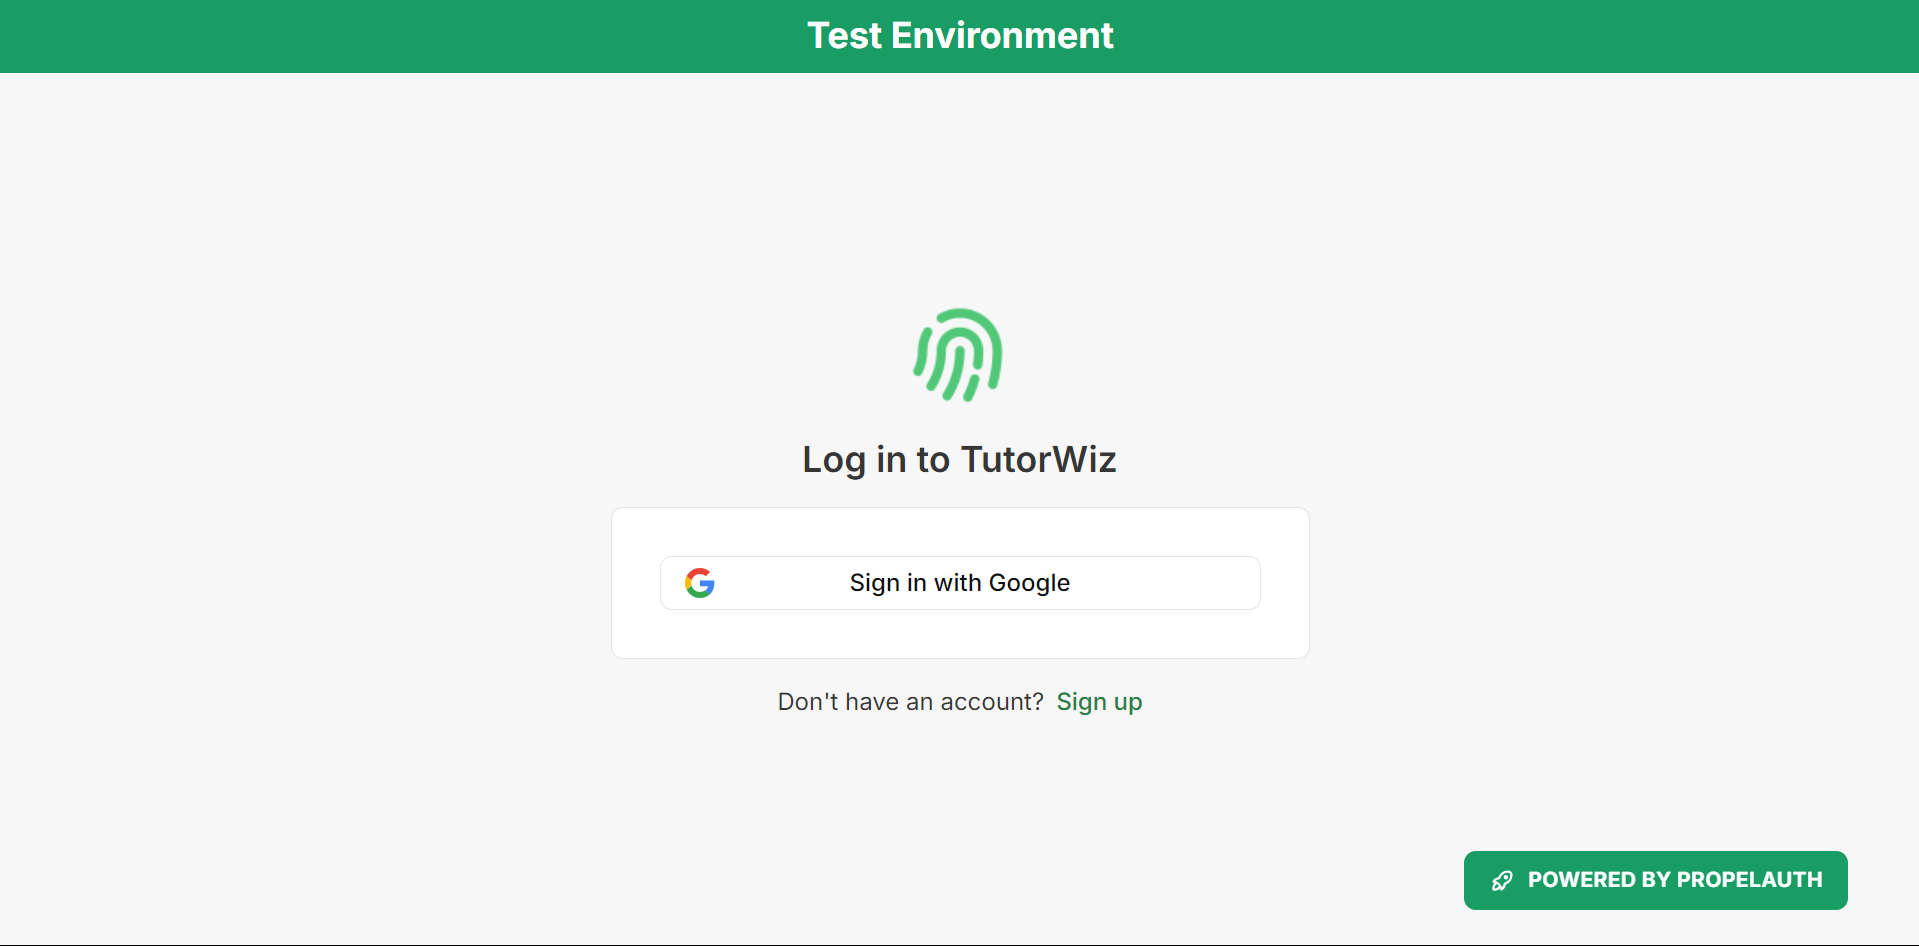 Test Environment
Log in to TutorWiz
Sign in with Google
Don't have an account? Sign up
POWERED BY PROPELAUTH